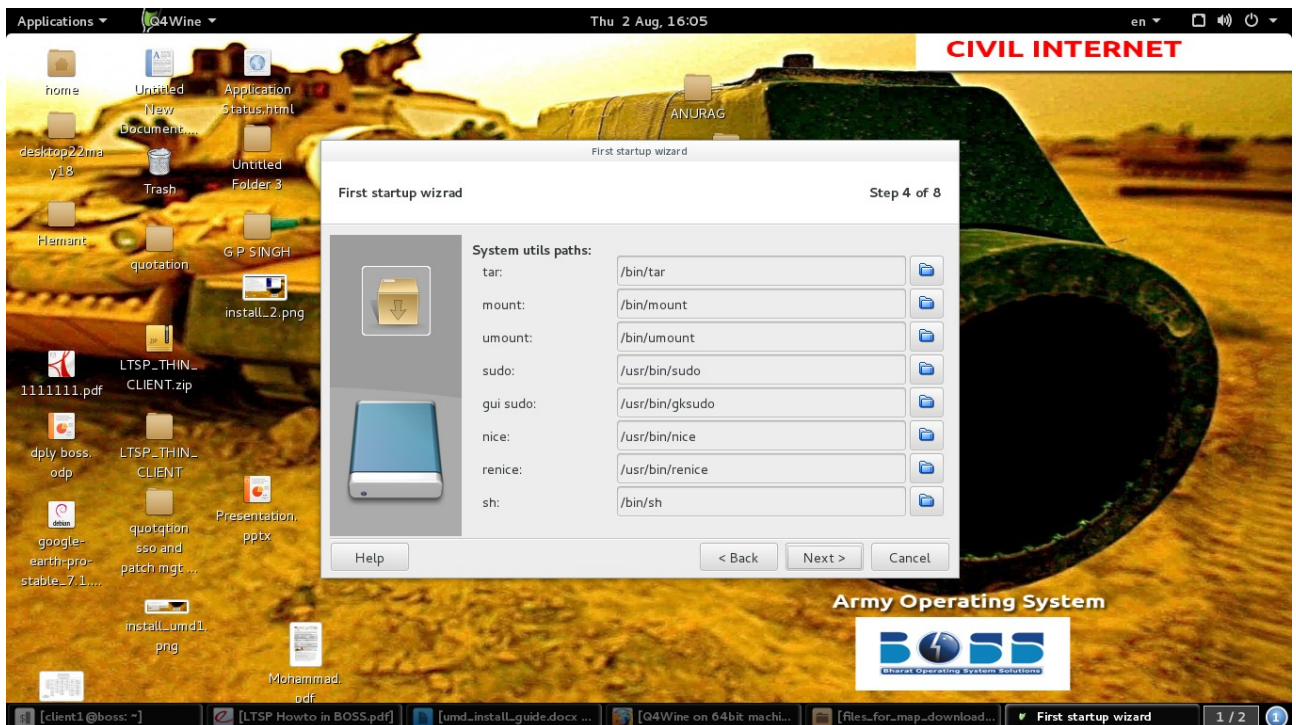 Applications
Q4Wine
Thu 2 Aug, 16:05
en
CIVIL INTERNET
home
Untitled
New
Document....
Application
Status.html
ANURAG
desktop22ma
y18
Trash
Untitled
Folder 3
Hemant
quotation
G P SINGH
install_2.png
1111111.pdf
LTSP_THIN_
CLIENT.zip
dply boss.
odp
LTSP_THIN_
CLIENT
debian
google-
earth-pro-
stable_7.1....
quotqtion
sso and
patch mgt ...
Presentation.
pptx
install_umd1.
png
Mohammad.
pdf
First startup wizard
First startup wizrad
Step 4 of 8
System utils paths:
tar: /bin/tar
mount: /bin/mount
umount: /bin/umount
sudo: /usr/bin/sudo
gui sudo: /usr/bin/gksudo
nice: /usr/bin/nice
renice: /usr/bin/renice
sh: /bin/sh
Help
< Back
Next >
Cancel
Army Operating System
BOSS
Bharat Operating System Solutions
[client1@boss: ~]
[LTSP Howto in BOSS.pdf]
[umd_install_guide.docx ...
[Q4Wine on 64bit machi...
[files_for_map_download...
First startup wizard
1 / 2
1